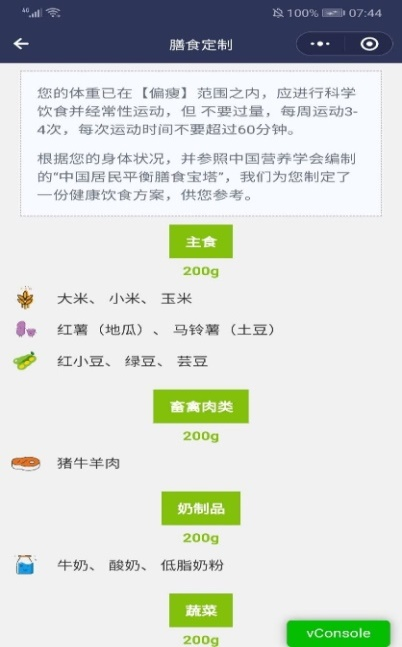 4G 100% 07:44
膳食定制
您的体重已在【偏瘦】范围之内，应进行科学
饮食并经常性运动，但 不要过量，每周运动3-
4次，每次运动时间不要超过60分钟。
根据您的身体状况，并参照中国营养学会编制
的“中国居民平衡膳食宝塔”，我们为您制定了
一份健康饮食方案，供您参考。
主食
200g
大米、 小米、 玉米
红薯（地瓜）、 马铃薯（土豆）
红小豆、 绿豆、 芸豆
畜禽肉类
200g
猪牛羊肉
奶制品
200g
牛奶、 酸奶、 低脂奶粉
蔬菜
200g
vConsole